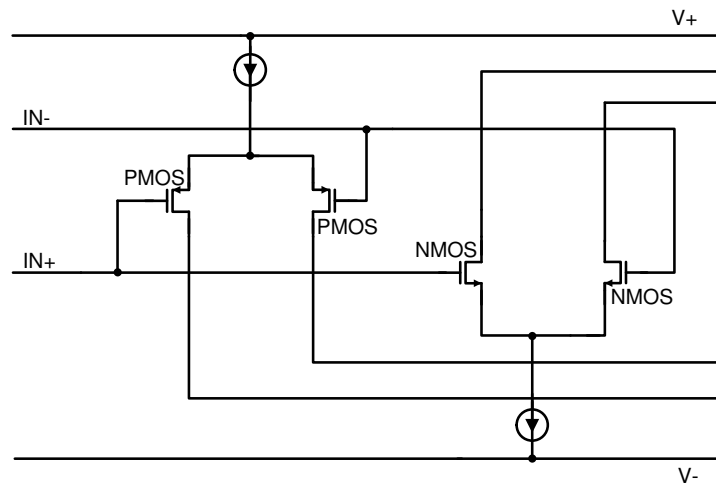 V+
IN-
PMOS
PMOS
NMOS
IN+
NMOS
V-